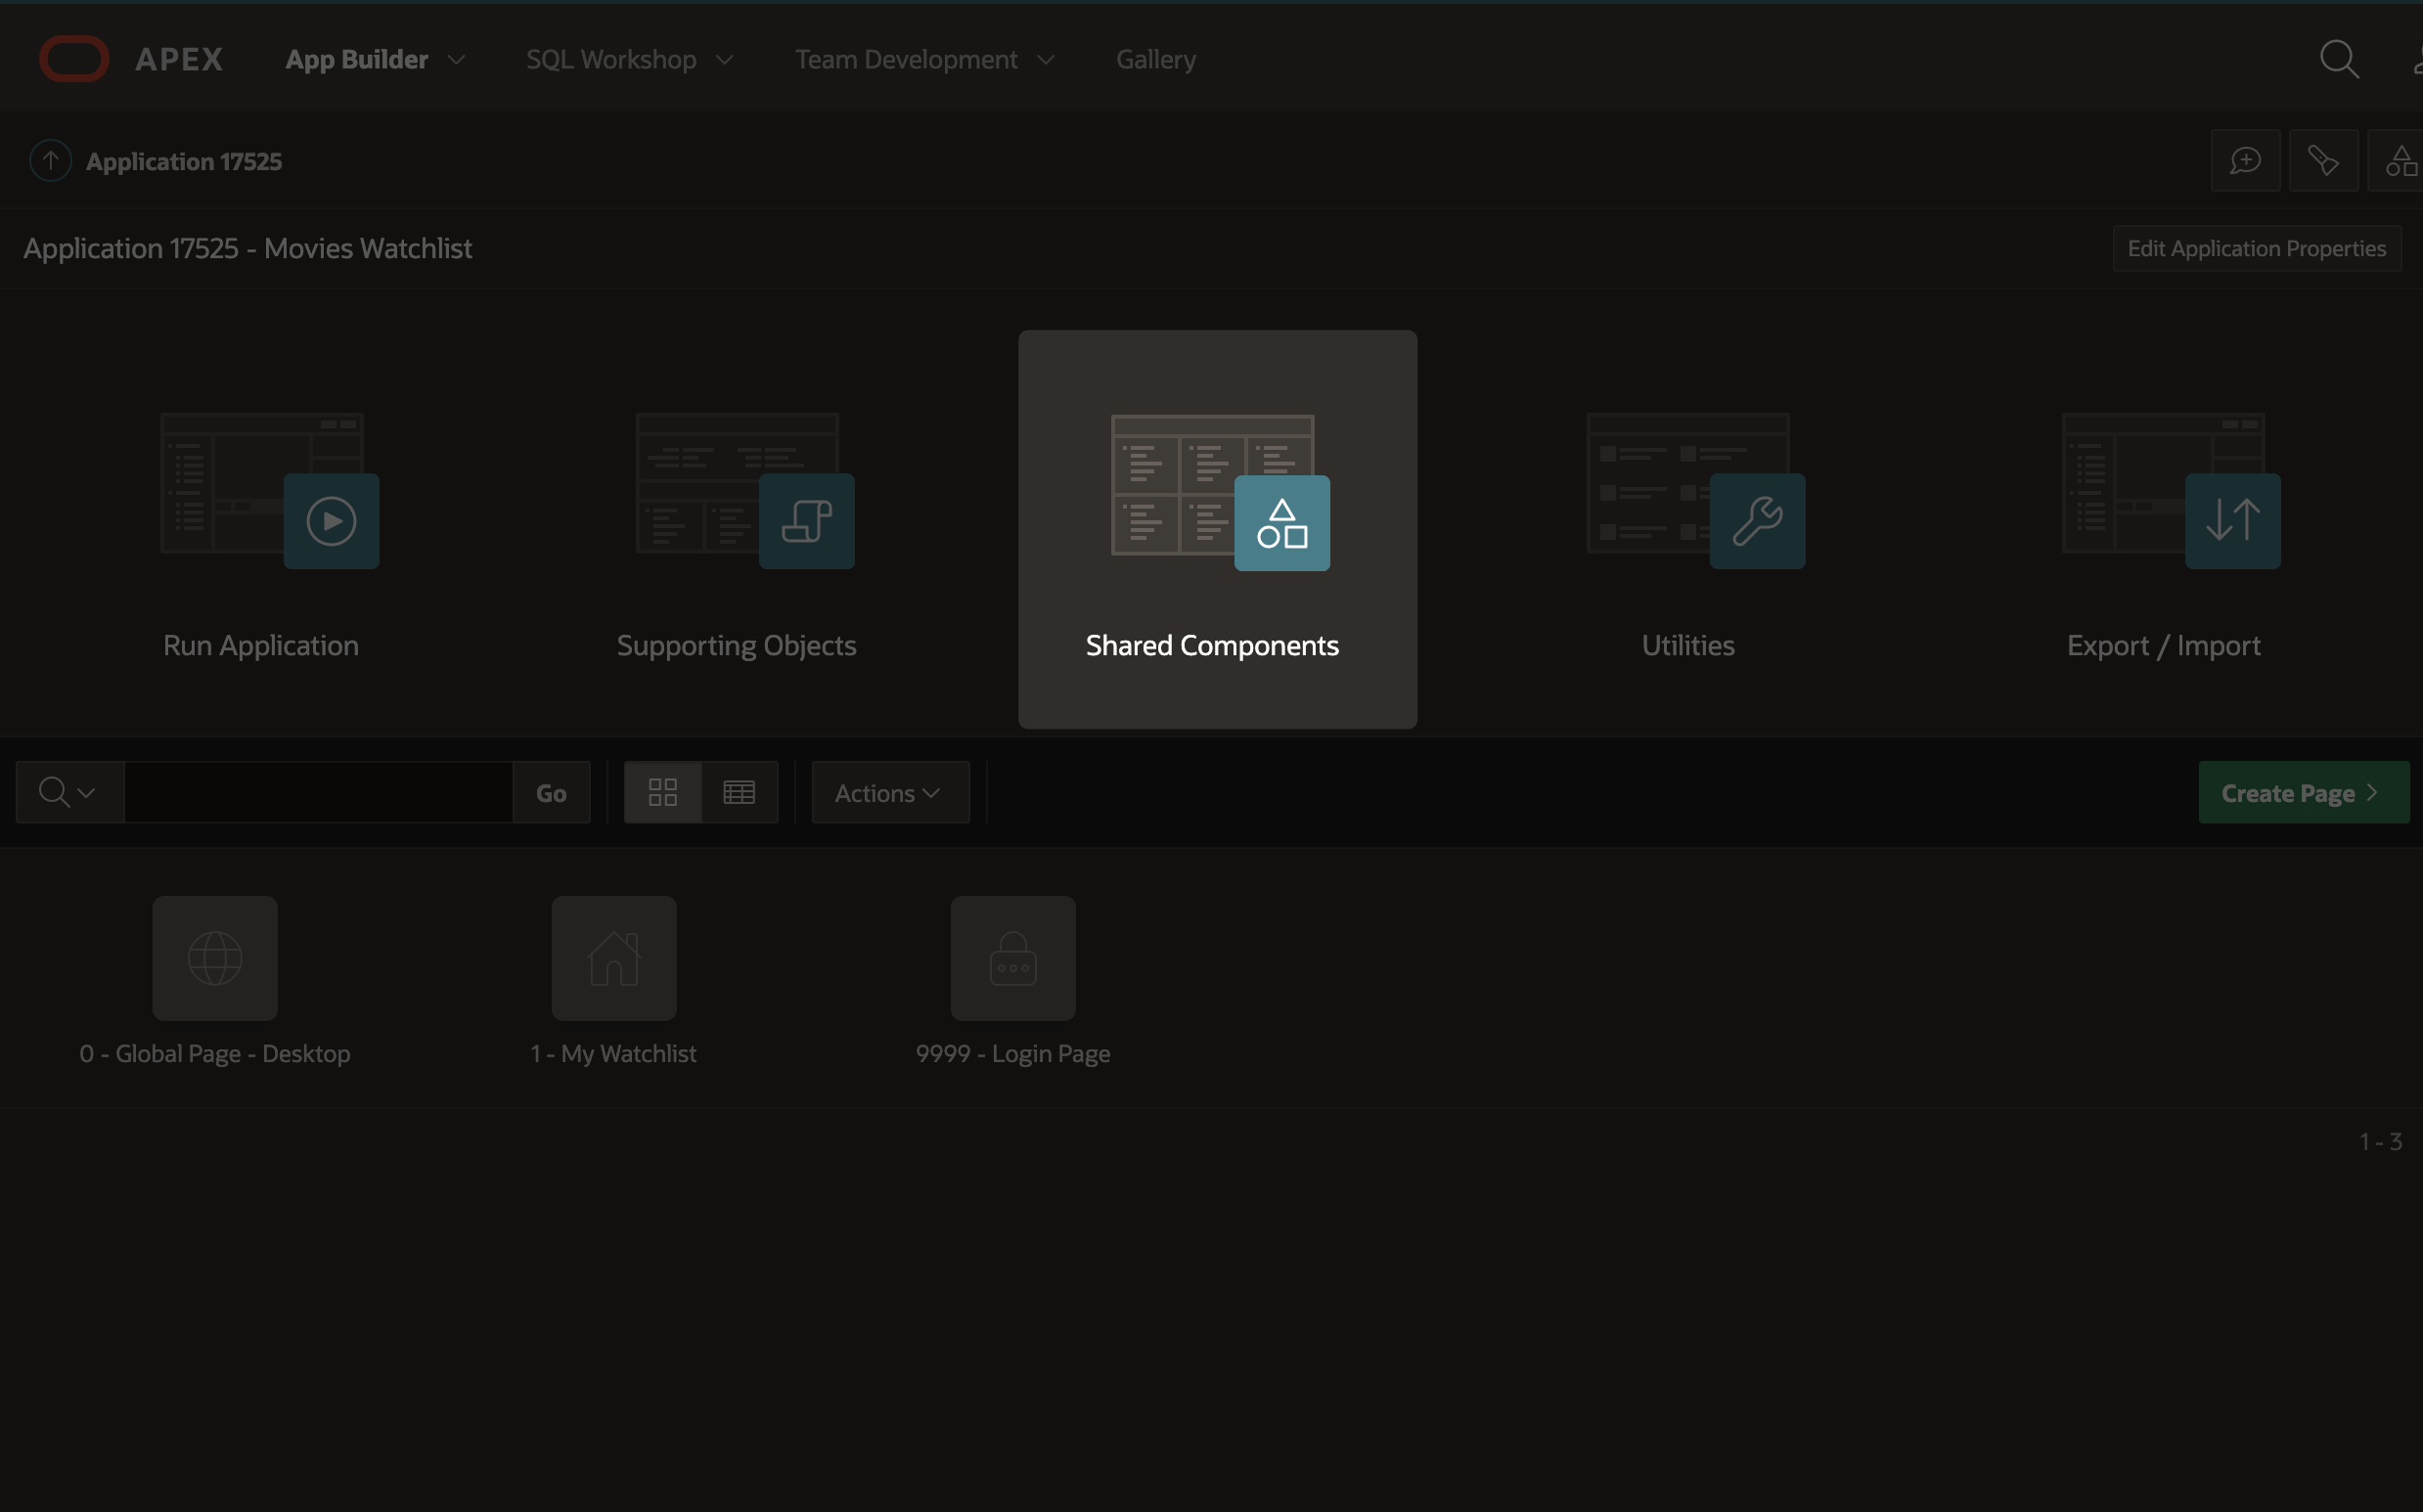 APEX App Builder SQL Workshop Team Development Gallery
Application 17525
Application 17525 - Movies Watchlist Edit Application Properties
Run Application Supporting Objects Shared Components Utilities Export / Import
Go Actions Create Page
0 - Global Page - Desktop 1 - My Watchlist 9999 - Login Page
1 - 3